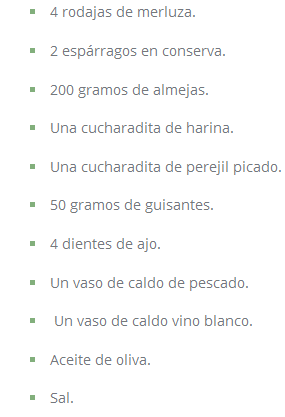 4 rodajas de merluza.
2 espárragos en conserva.
200 gramos de almejas.
Una cucharadita de harina.
Una cucharadita de perejil picado.
50 gramos de guisantes.
4 dientes de ajo.
Un vaso de caldo de pescado.
Un vaso de caldo vino blanco.
Aceite de oliva.
Sal.